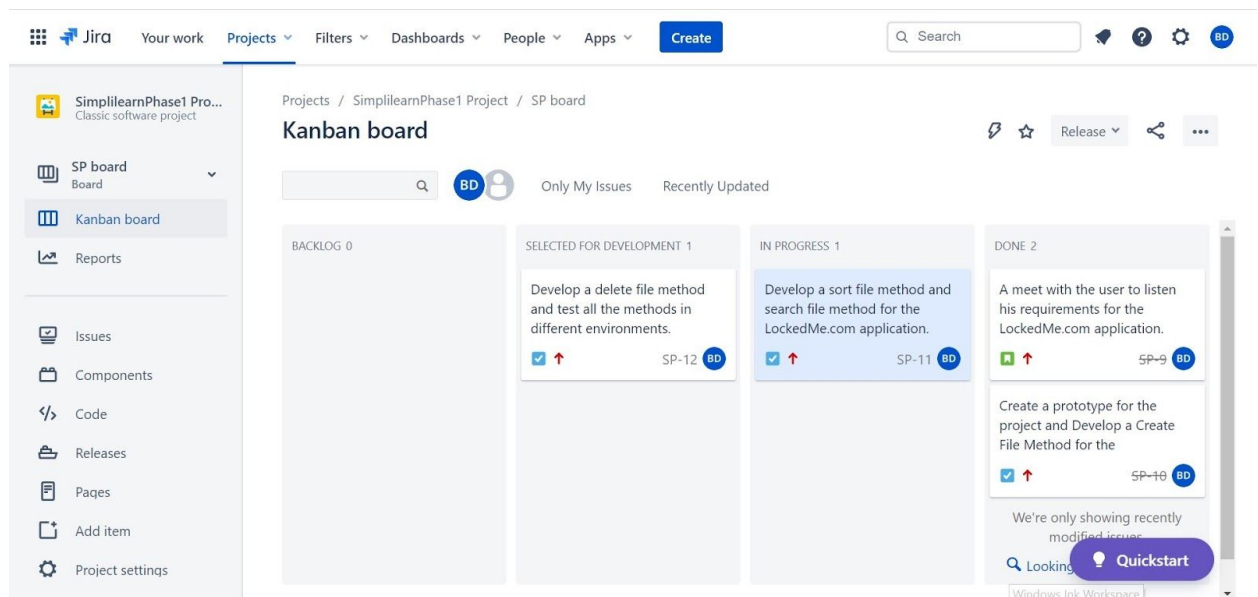 Jira Your work Projects Filters Dashboards People Apps Create Search BD
SimplilearnPhase1 Pro...
Classic software project
SP board
Board
Kanban board
Reports
Issues
Components
Code
Releases
Pages
Add item
Project settings
Projects / SimplilearnPhase1 Project / SP board
Kanban board
Release
BD Only My Issues Recently Updated
BACKLOG 0
SELECTED FOR DEVELOPMENT 1
Develop a delete file method
and test all the methods in
different environments.
SP-12 BD
IN PROGRESS 1
Develop a sort file method and
search file method for the
LockedMe.com application.
SP-11 BD
DONE 2
A meet with the user to listen
his requirements for the
LockedMe.com application.
SP-9 BD
Create a prototype for the
project and Develop a Create
File Method for the
SP-10 BD
We're only showing recently
modified issues.
Looking
Quickstart
Windows Ink Workspace